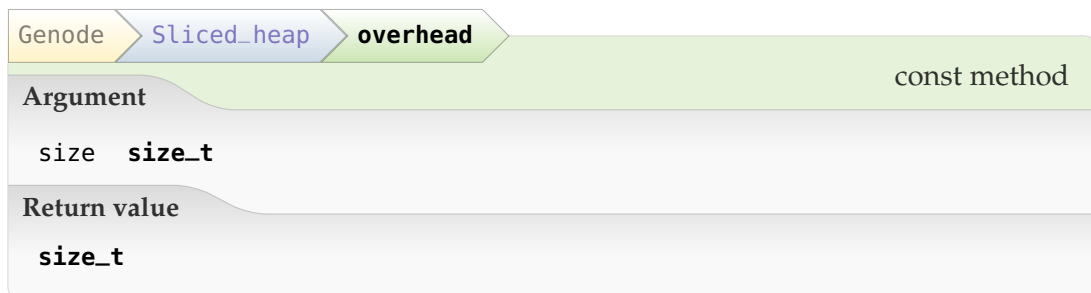 Genode Sliced_heap overhead
const method
Argument
size size_t
Return value
size_t